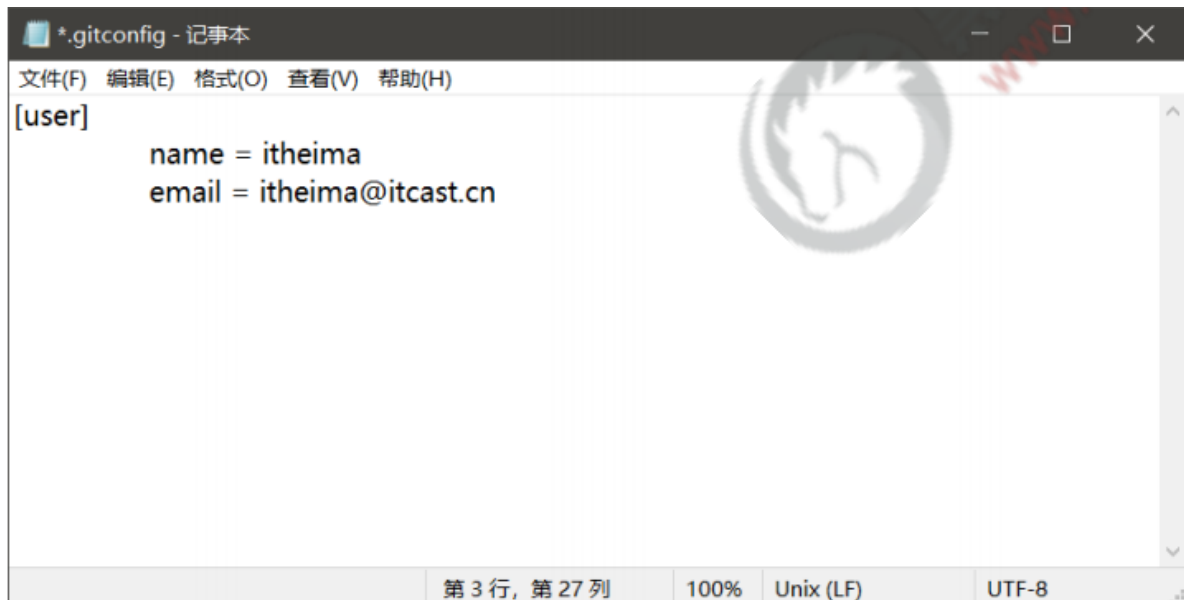 *.gitconfig - 记事本
文件(F) 编辑(E) 格式(O) 查看(V) 帮助(H)
[user]
name = itheima
email = itheima@itcast.cn
第 3 行，第 27 列 100% Unix (LF) UTF-8
www.